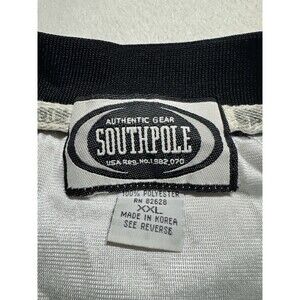 AUTHENTIC GEAR
SOUTHPOLE
USA Reg. No.1,982,070
100% POLYESTER
RN 82628
XXL
MADE IN KOREA
SEE REVERSE